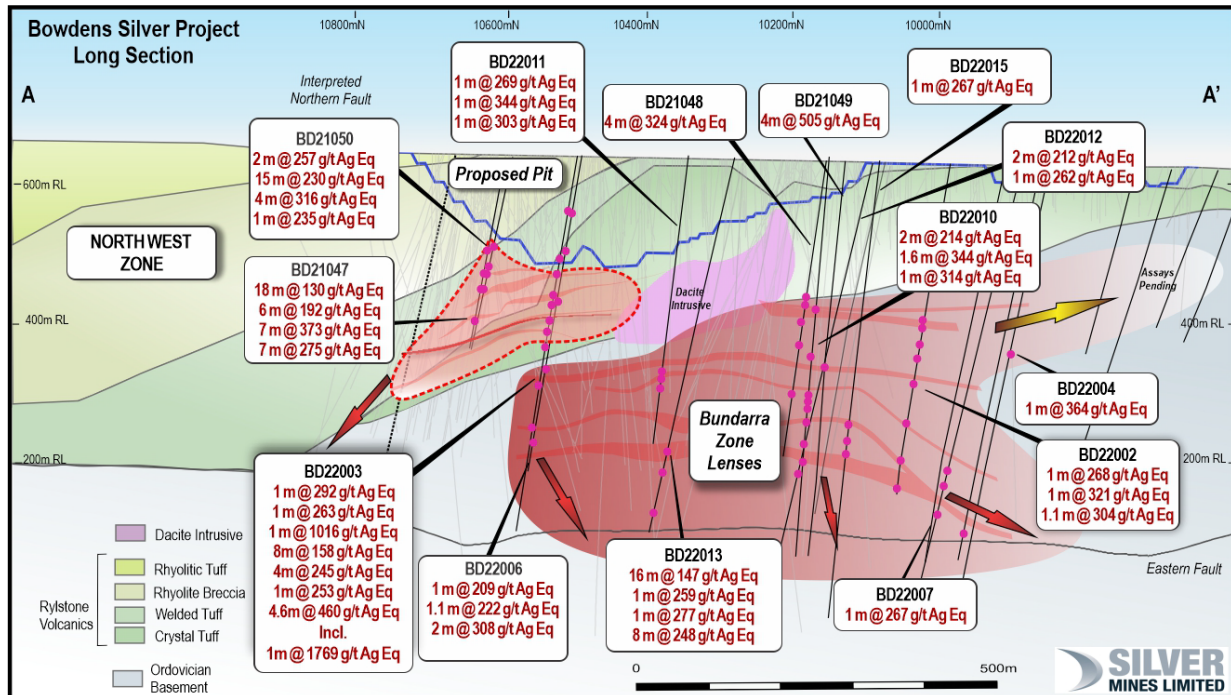 Bowdens Silver Project
Long Section
10800mN
10600mN
10400mN
10200mN
10000mN
A
A'
Interpreted
Northern Fault
BD22011
1 m @ 269 g/t Ag Eq
1 m @ 344 g/t Ag Eq
1 m @ 303 g/t Ag Eq
BD21048
4 m @ 324 g/t Ag Eq
BD21049
4m @ 505 g/t Ag Eq
BD22015
1 m @ 267 g/t Ag Eq
BD21050
2 m @ 257 g/t Ag Eq
15 m @ 230 g/t Ag Eq
4 m @ 316 g/t Ag Eq
1 m @ 235 g/t Ag Eq
BD22012
2 m @ 212 g/t Ag Eq
1 m @ 262 g/t Ag Eq
Proposed Pit
600m RL
NORTH WEST
ZONE
BD22010
2 m @ 214 g/t Ag Eq
1.6 m @ 344 g/t Ag Eq
1 m @ 314 g/t Ag Eq
BD21047
18 m @ 130 g/t Ag Eq
6 m @ 192 g/t Ag Eq
7 m @ 373 g/t Ag Eq
7 m @ 275 g/t Ag Eq
Dacite
Intrusive
Assays
Pending
400m RL
400m RL
BD22004
1 m @ 364 g/t Ag Eq
Bundarra
Zone
Lenses
BD22002
1 m @ 268 g/t Ag Eq
1 m @ 321 g/t Ag Eq
1.1 m @ 304 g/t Ag Eq
200m RL
200m RL
BD22003
1 m @ 292 g/t Ag Eq
1 m @ 263 g/t Ag Eq
1 m @ 1016 g/t Ag Eq
8m @ 158 g/t Ag Eq
4m @ 245 g/t Ag Eq
1m @ 253 g/t Ag Eq
4.6m @ 460 g/t Ag Eq
Incl.
1m @ 1769 g/t Ag Eq
BD22006
1 m @ 209 g/t Ag Eq
1.1 m @ 222 g/t Ag Eq
2 m @ 308 g/t Ag Eq
BD22013
16 m @ 147 g/t Ag Eq
1 m @ 259 g/t Ag Eq
1 m @ 277 g/t Ag Eq
8 m @ 248 g/t Ag Eq
BD22007
1 m @ 267 g/t Ag Eq
Eastern Fault
Dacite Intrusive
Rylstone
Volcanics
Rhyolitic Tuff
Rhyolite Breccia
Welded Tuff
Crystal Tuff
Ordovician
Basement
0
500m
SILVER
MINES LIMITED